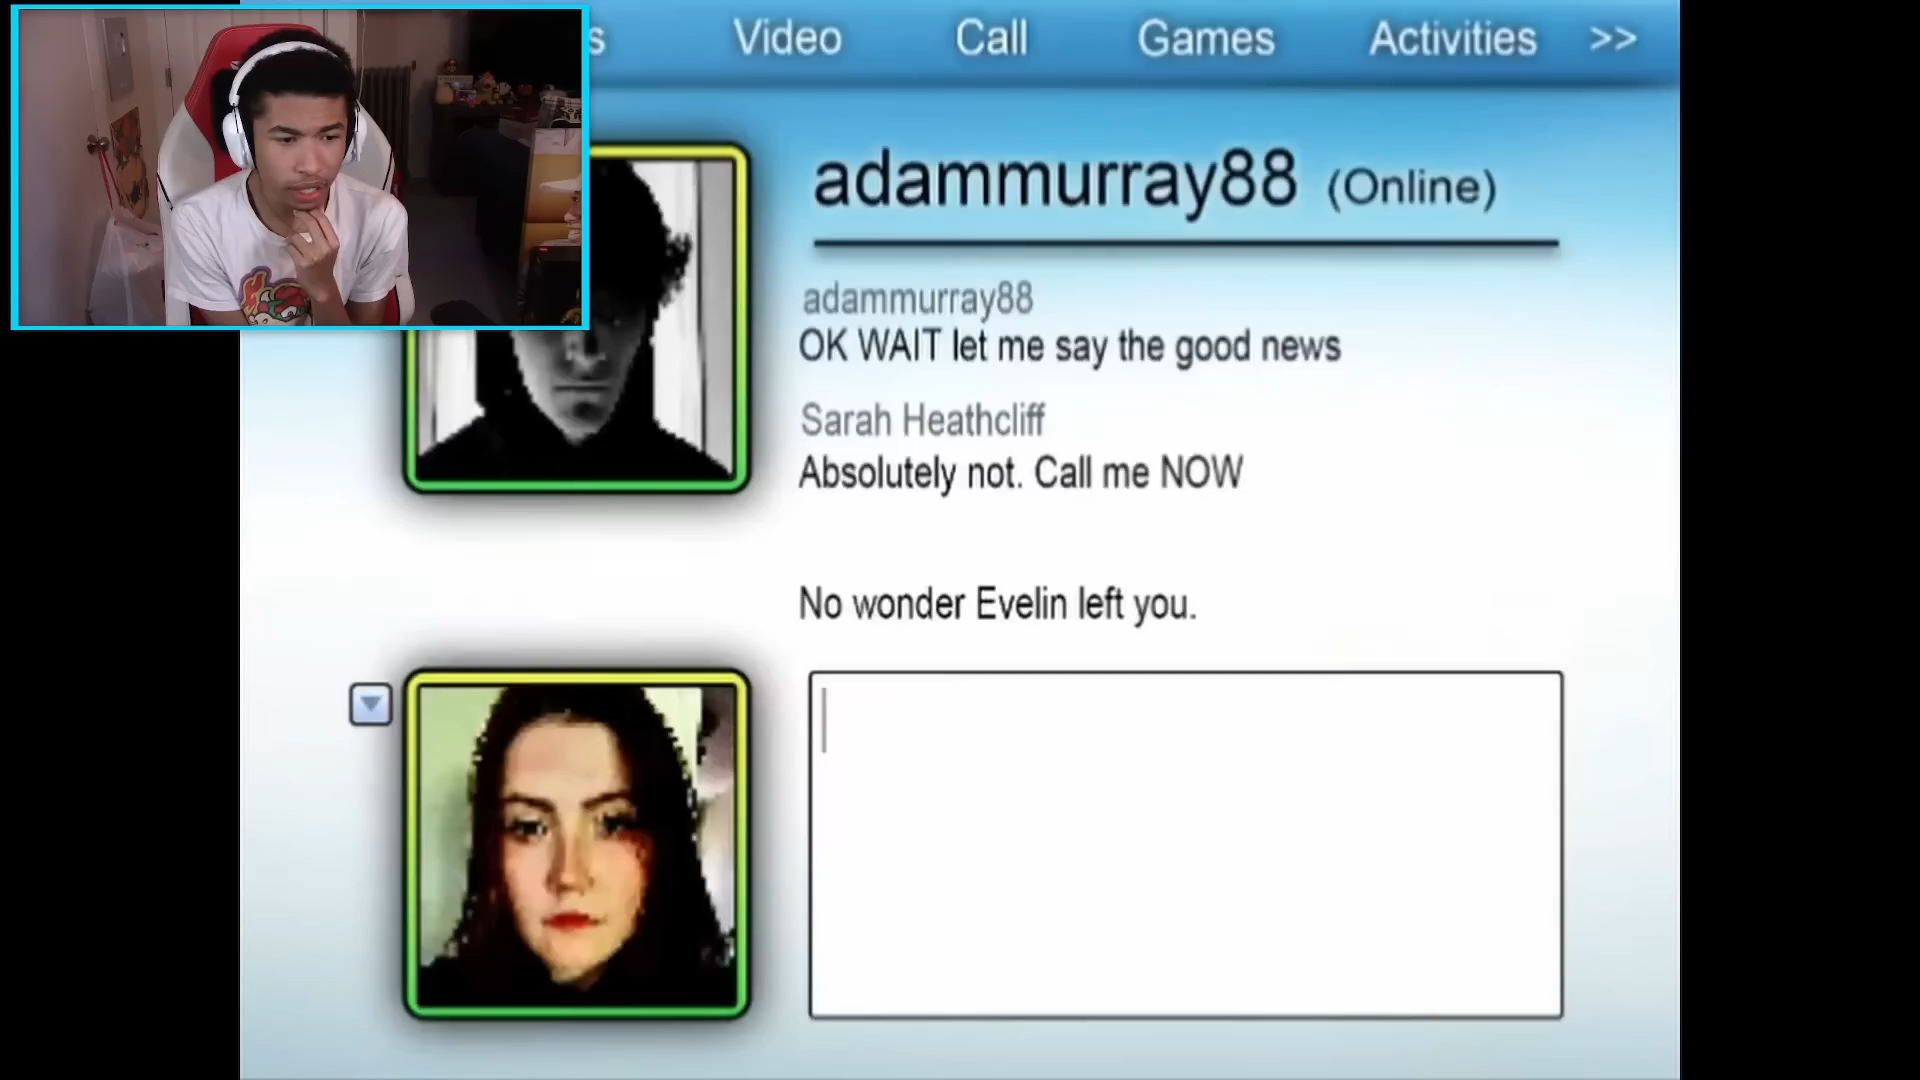 s Video Call Games Activities >>
adammurray88 (Online)
adammurray88
OK WAIT let me say the good news
Sarah Heathcliff
Absolutely not. Call me NOW
No wonder Evelin left you.